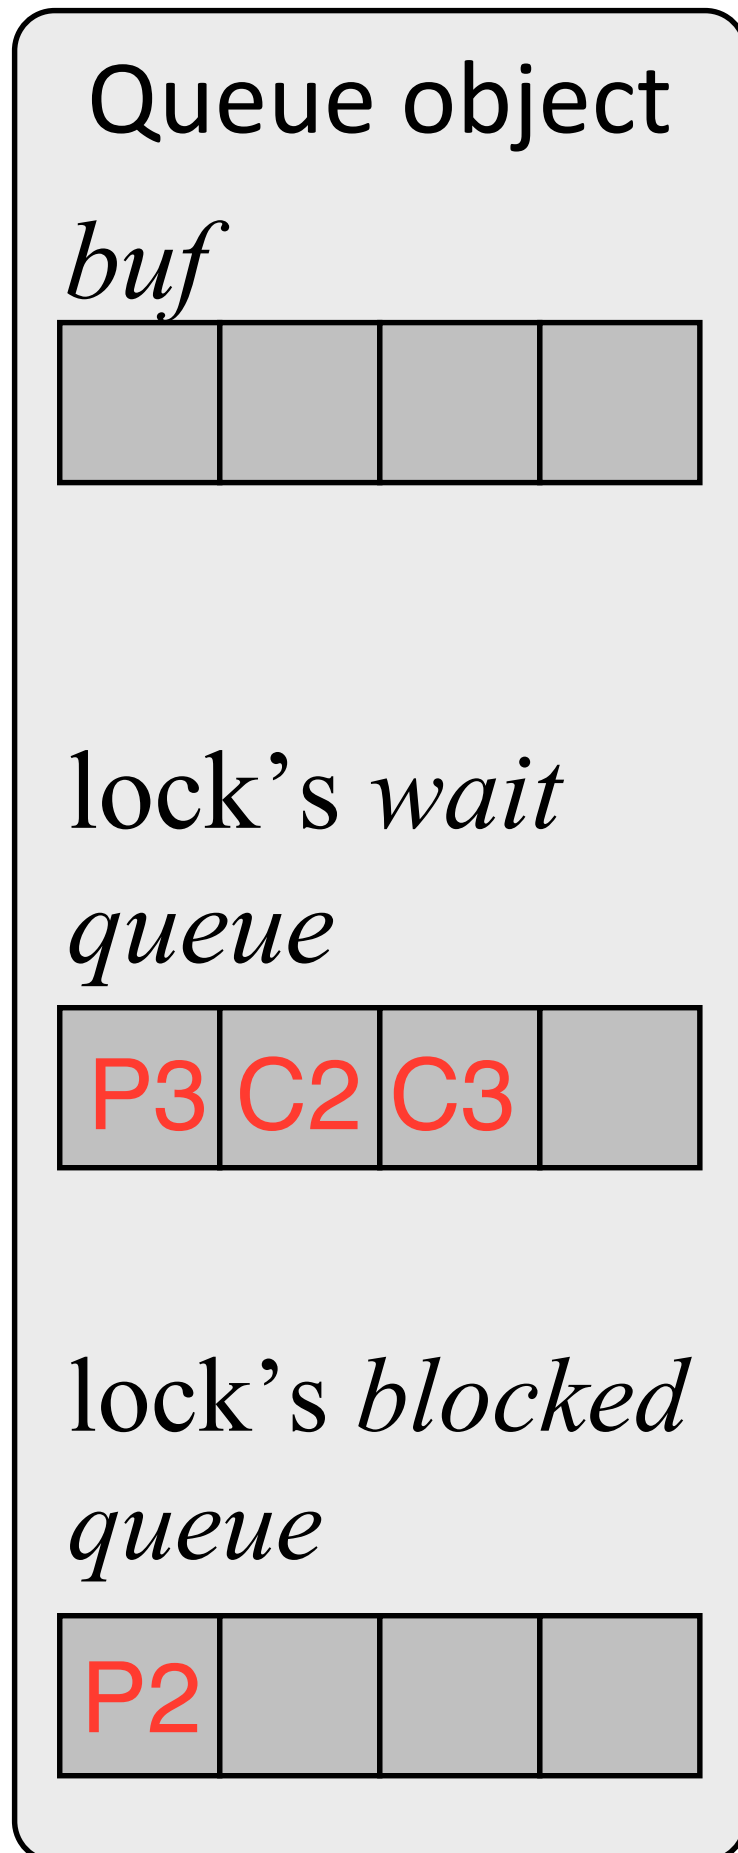 Queue object
buf
lock’s wait
queue
P3 C2 C3
lock’s blocked
queue
P2